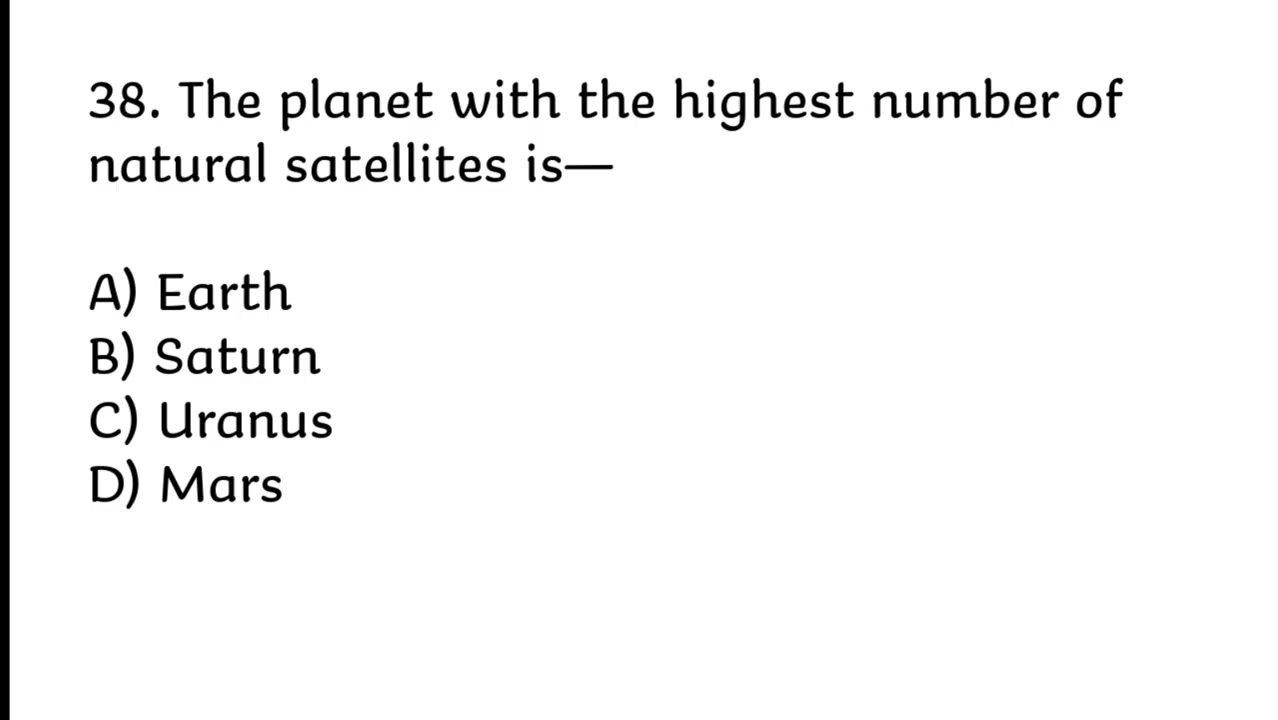 38. The planet with the highest number of
natural satellites is—
A) Earth
B) Saturn
C) Uranus
D) Mars